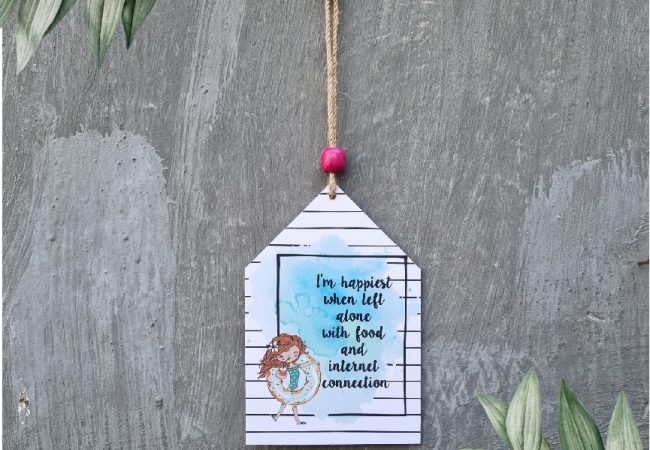 I'm happiest
when left
alone
with food
and
internet
connection